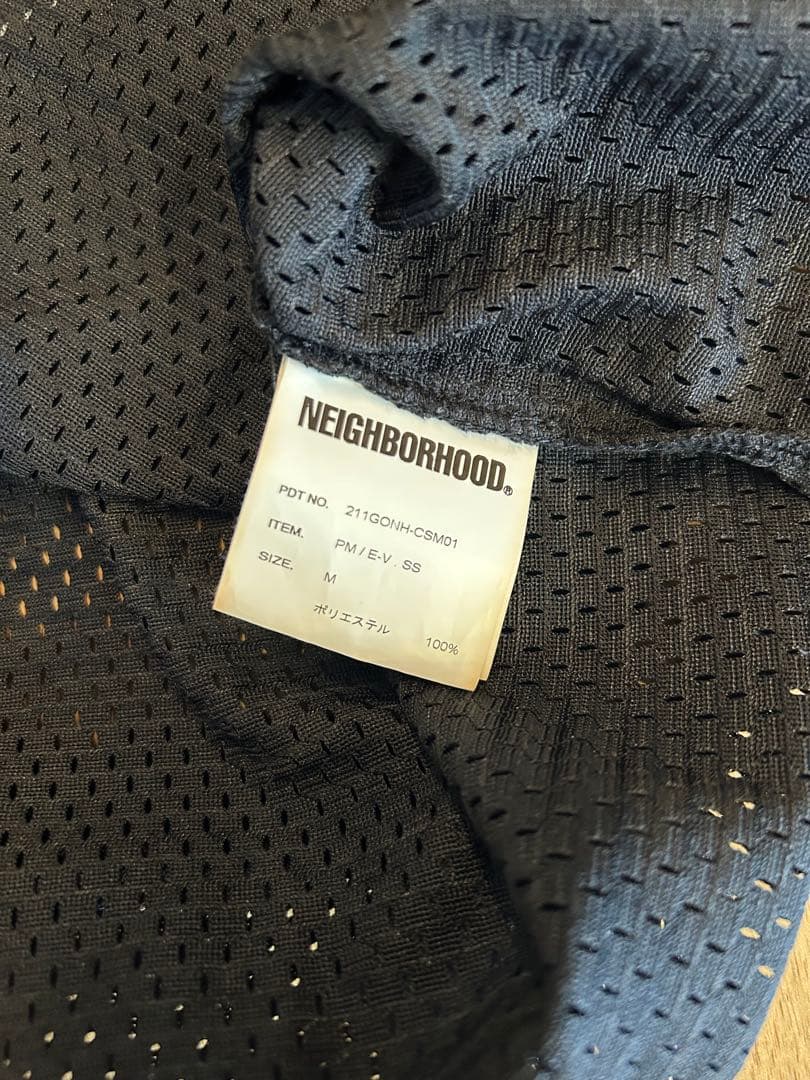 NEIGHBORHOOD®
PDT NO. 211GONH-CSM01
ITEM. PM / E-V . SS
SIZE. M
ポリエステル 100%